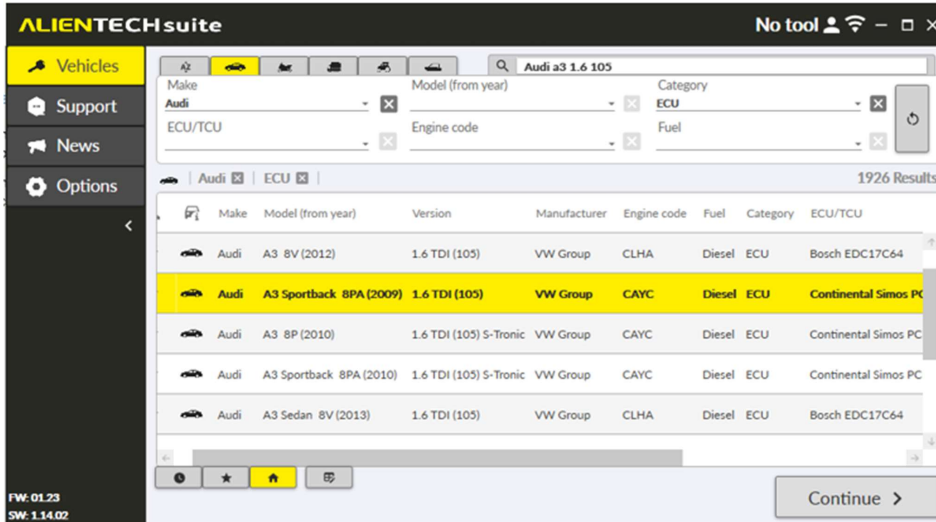 ALIENTECH suite
No tool
Vehicles
Support
News
Options
FW: 01.23
SW: 1.14.02
Audi a3 1.6 105
Make Model (from year) Category
Audi ECU
ECU/TCU Engine code Fuel
Audi ECU 1926 Results
Make Model (from year) Version Manufacturer Engine code Fuel Category ECU/TCU
Audi A3 8V (2012) 1.6 TDI (105) VW Group CLHA Diesel ECU Bosch EDC17C64
Audi A3 Sportback 8PA (2009) 1.6 TDI (105) VW Group CAYC Diesel ECU Continental Simos PC
Audi A3 8P (2010) 1.6 TDI (105) S-Tronic VW Group CAYC Diesel ECU Continental Simos PC
Audi A3 Sportback 8PA (2010) 1.6 TDI (105) S-Tronic VW Group CAYC Diesel ECU Continental Simos PC
Audi A3 Sedan 8V (2013) 1.6 TDI (105) VW Group CLHA Diesel ECU Bosch EDC17C64
Continue